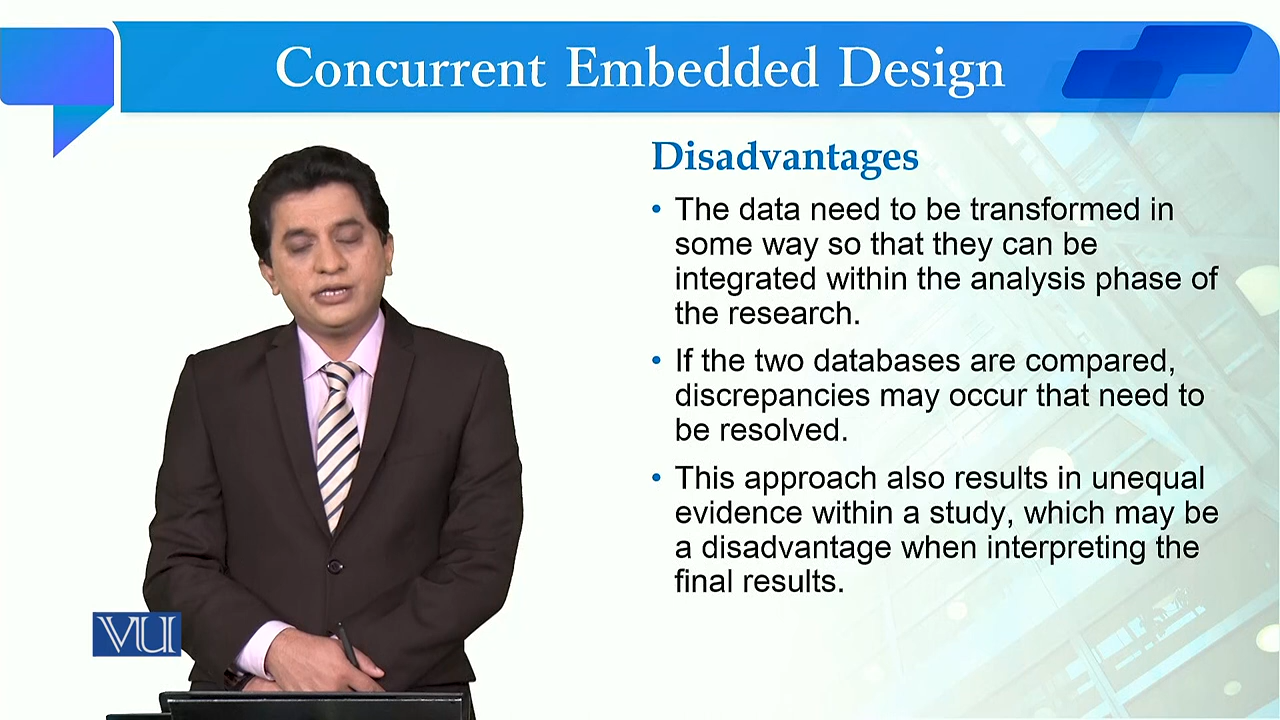 Concurrent Embedded Design
Disadvantages
• The data need to be transformed in
some way so that they can be
integrated within the analysis phase of
the research.
• If the two databases are compared,
discrepancies may occur that need to
be resolved.
• This approach also results in unequal
evidence within a study, which may be
a disadvantage when interpreting the
final results.
VU